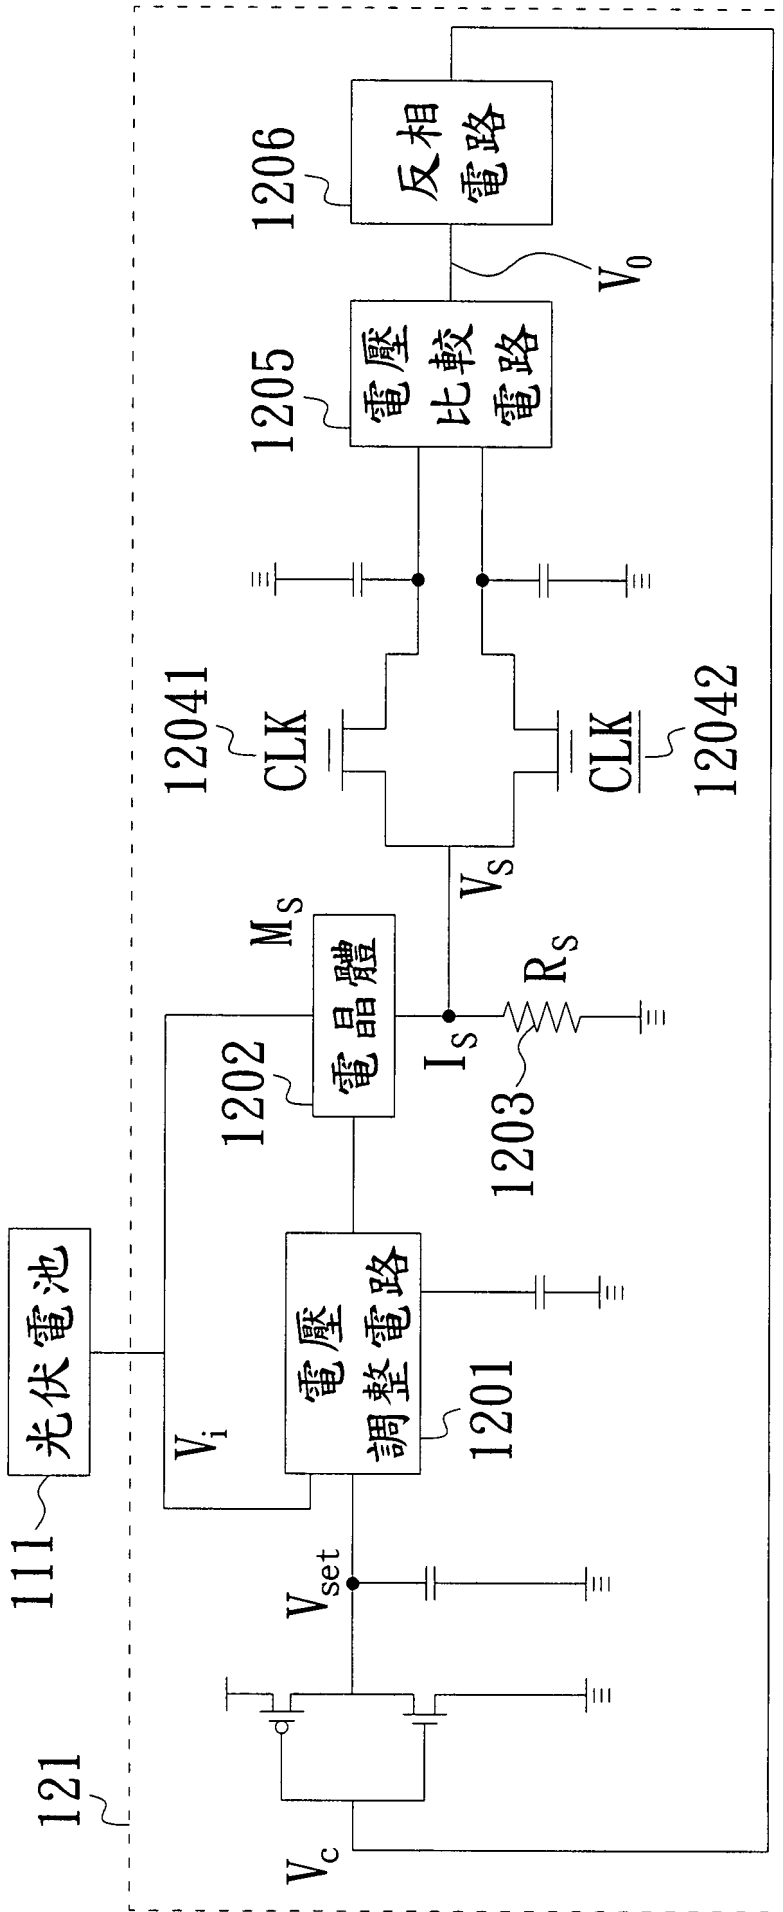 121
111
光伏電池
V_c
V_set
V_i
電壓
調整電路
1201
1202
電晶體
M_S
I_S
R_S
1203
V_S
12041
CLK
C̅L̅K̅
12042
1205
電壓
比較
電路
V_0
1206
反相
電路